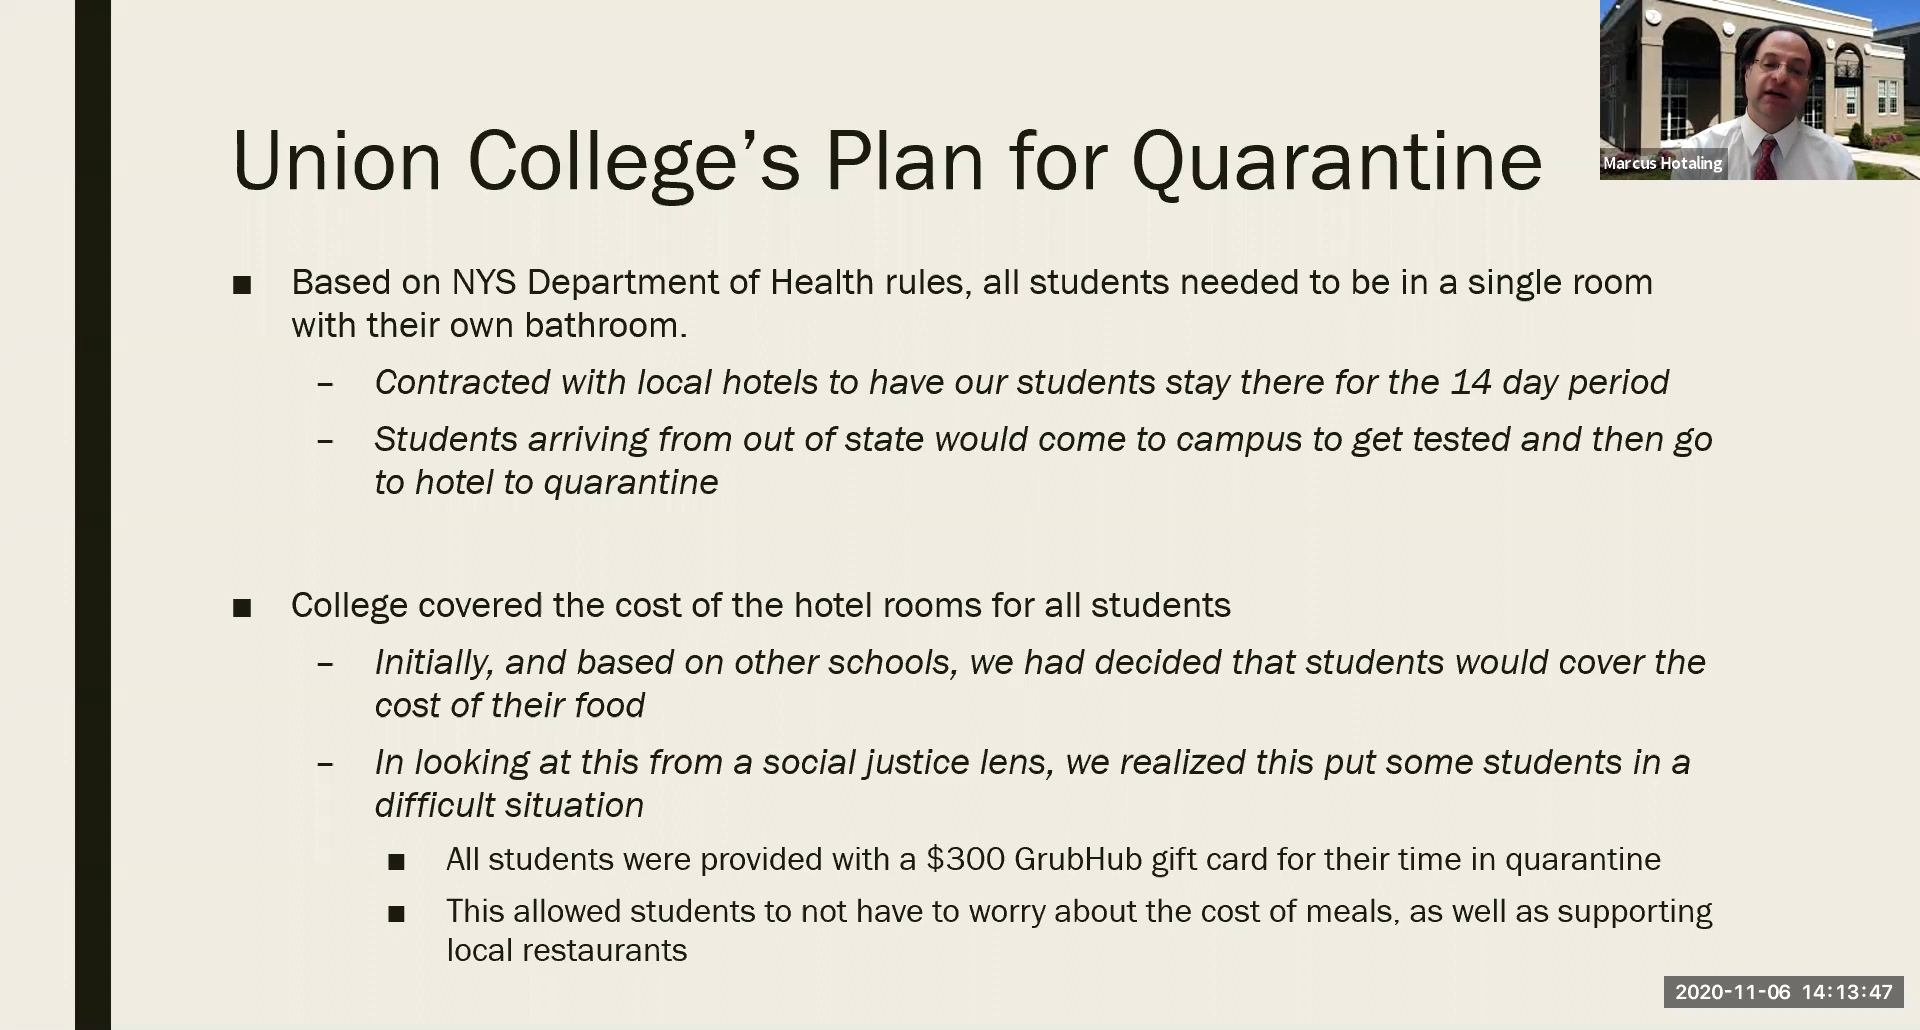 Union College’s Plan for Quarantine
Marcus Hotaling
■ Based on NYS Department of Health rules, all students needed to be in a single room
with their own bathroom.
– Contracted with local hotels to have our students stay there for the 14 day period
– Students arriving from out of state would come to campus to get tested and then go
to hotel to quarantine
■ College covered the cost of the hotel rooms for all students
– Initially, and based on other schools, we had decided that students would cover the
cost of their food
– In looking at this from a social justice lens, we realized this put some students in a
difficult situation
■ All students were provided with a $300 GrubHub gift card for their time in quarantine
■ This allowed students to not have to worry about the cost of meals, as well as supporting
local restaurants
2020-11-06 14:13:47